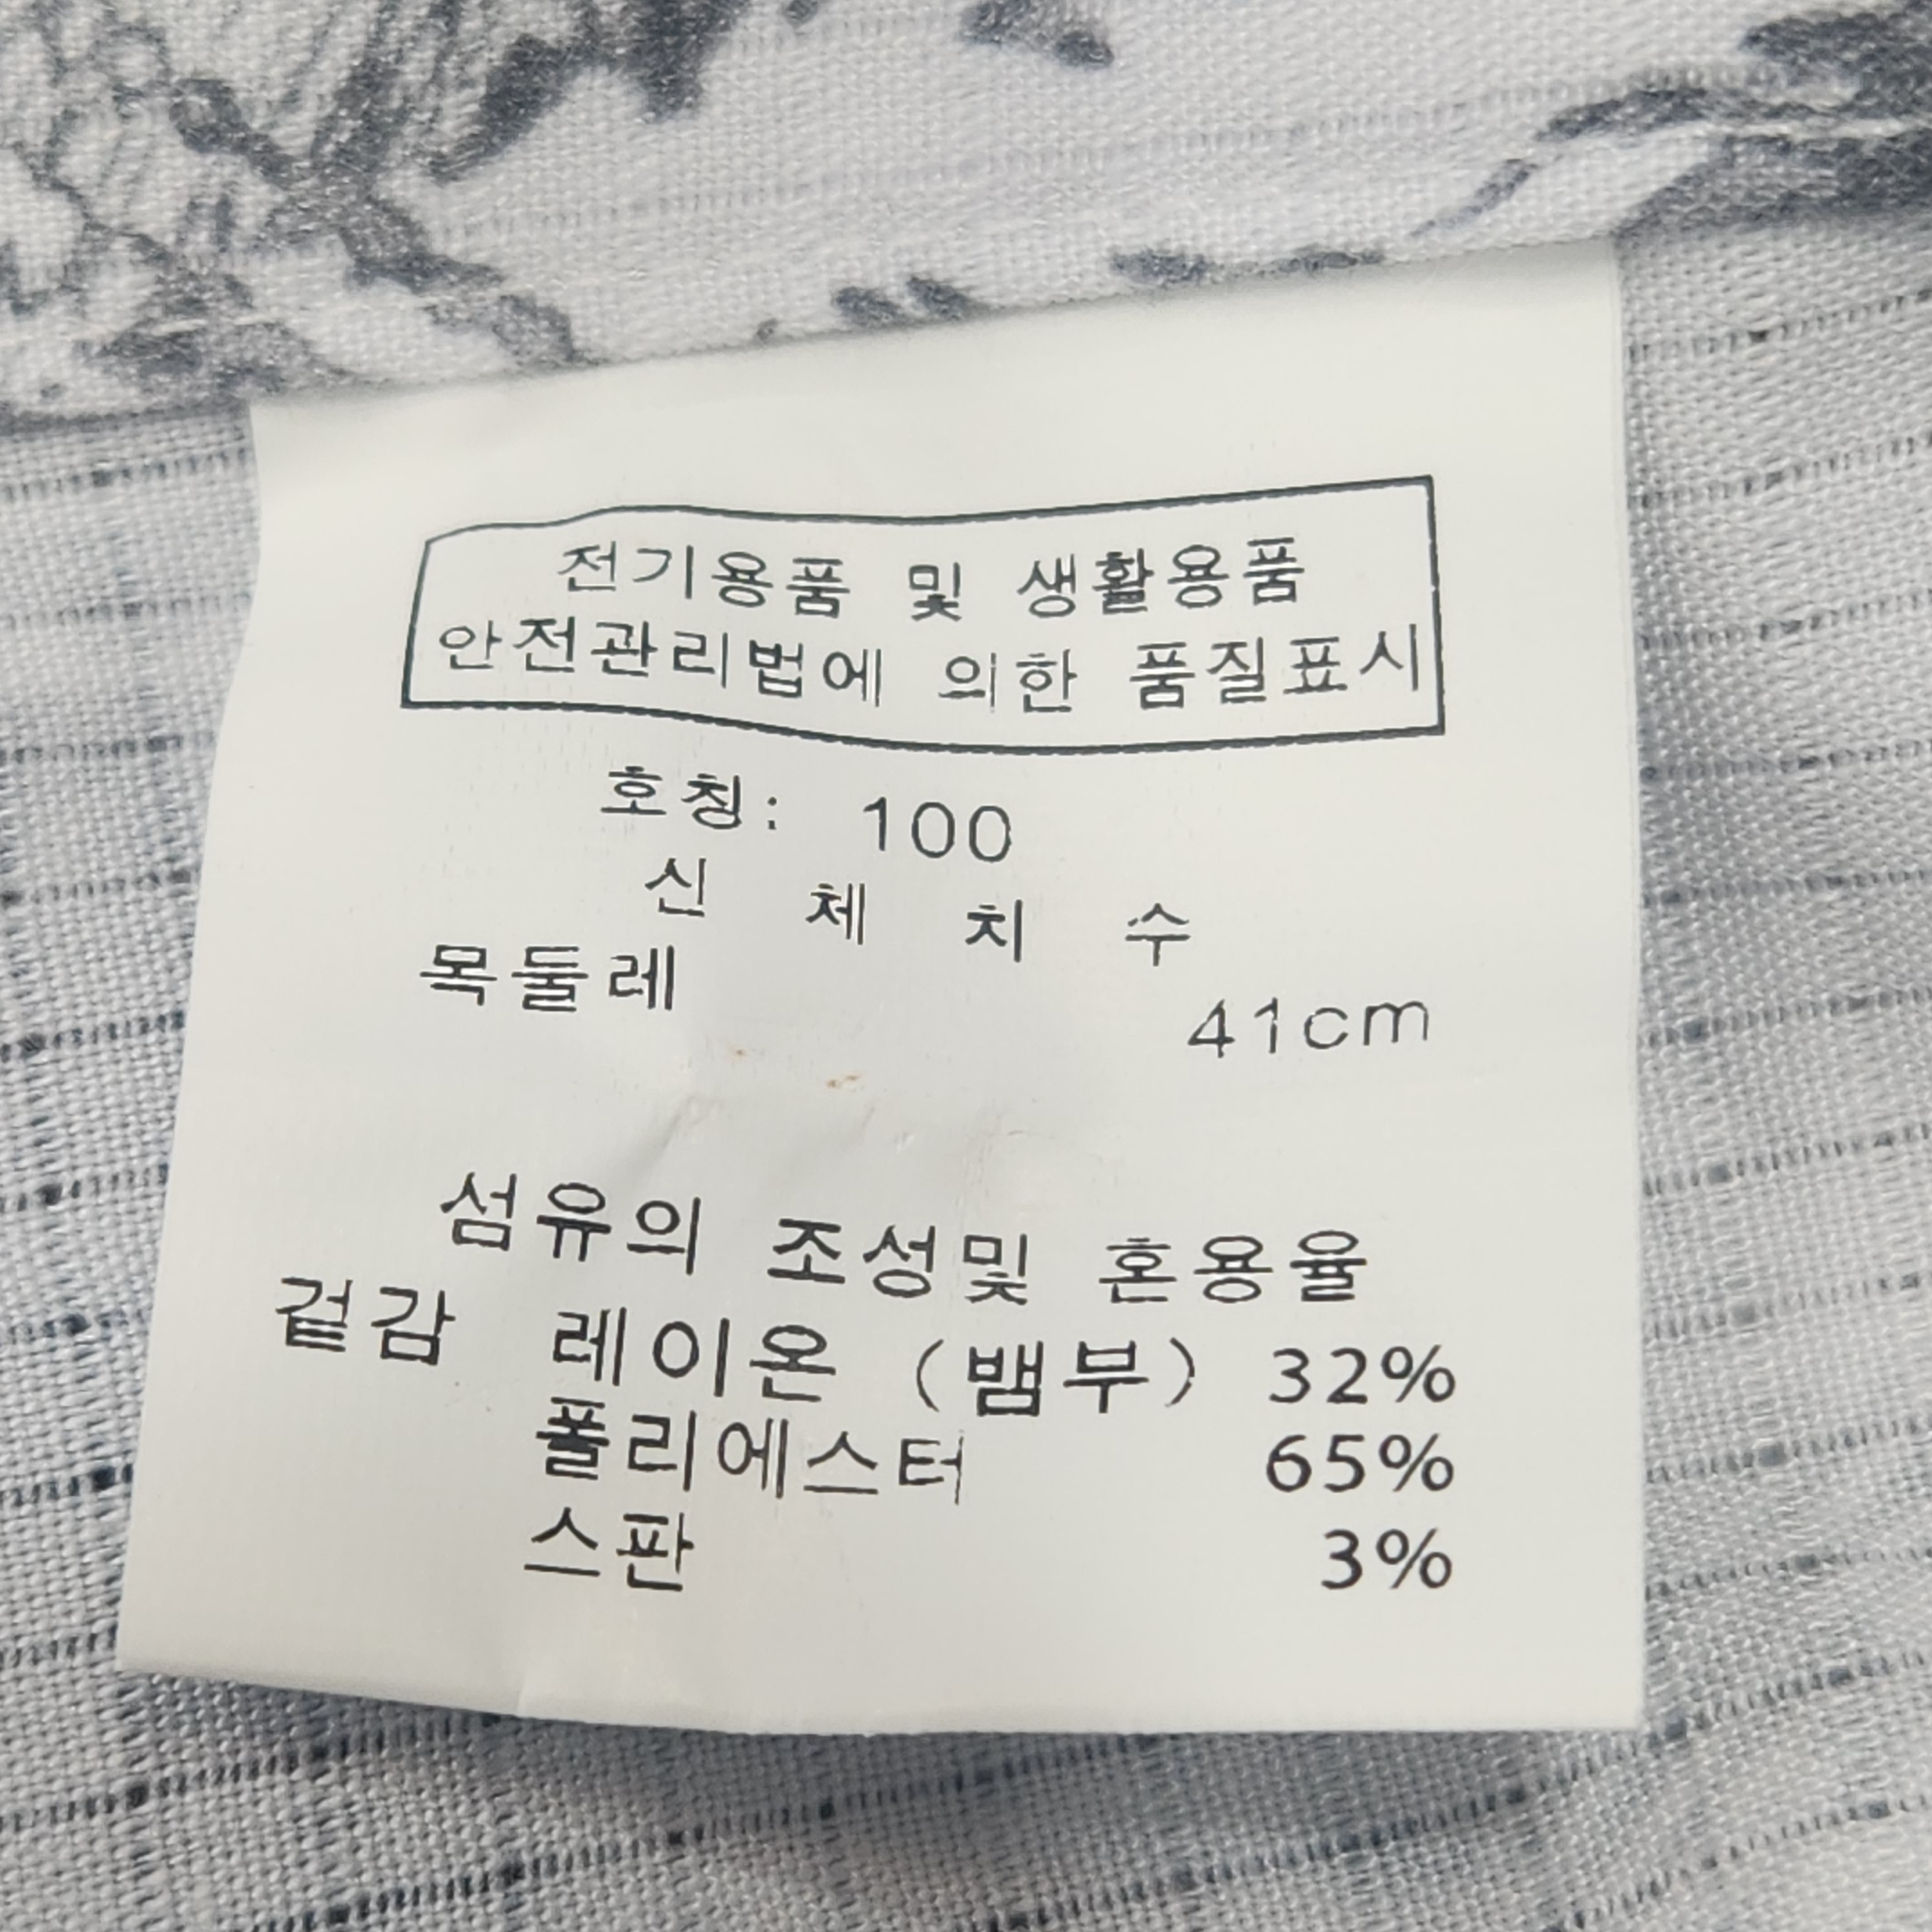 전기용품 및 생활용품
안전관리법에 의한 품질표시
호칭: 100
신 체 치 수
목둘레 41cm
섬유의 조성및 혼용율
겉감 레이온 (뱀부) 32%
폴리에스터 65%
스판 3%